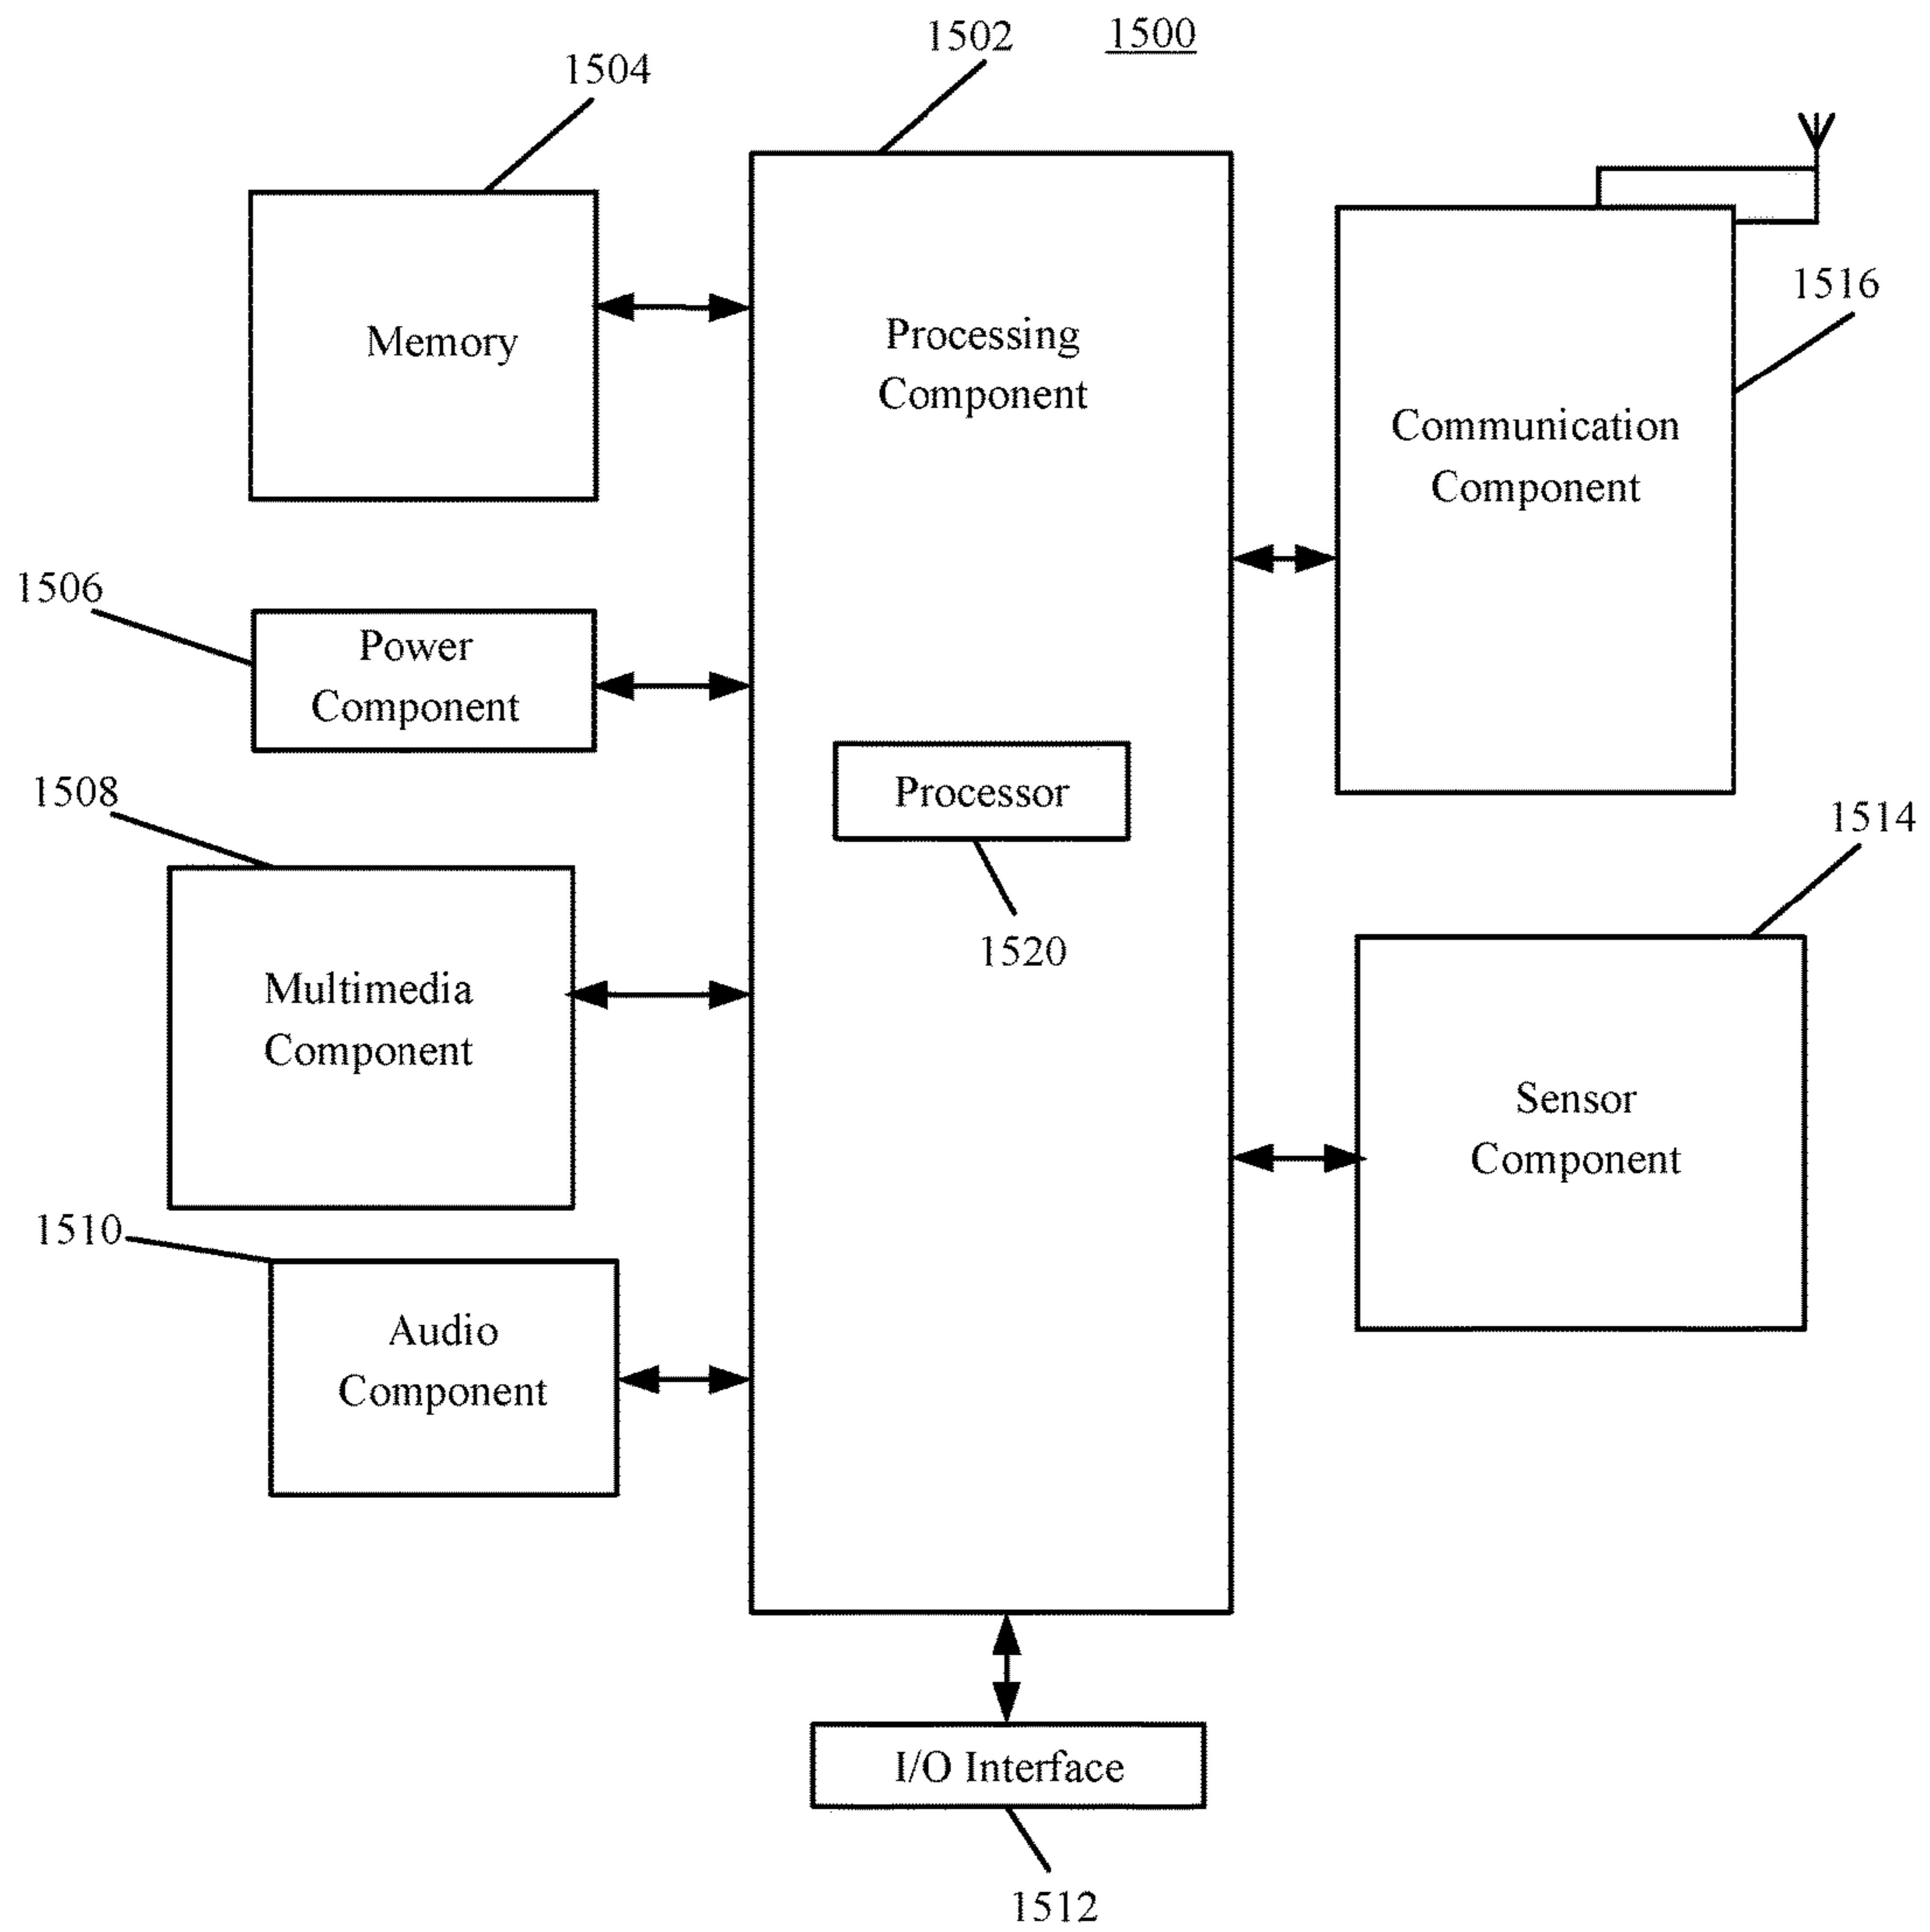 1500
1502
1504
Memory
Processing
Component
1516
Communication
Component
1506
Power
Component
1508
Processor
1514
1520
Multimedia
Component
Sensor
Component
1510
Audio
Component
I/O Interface
1512